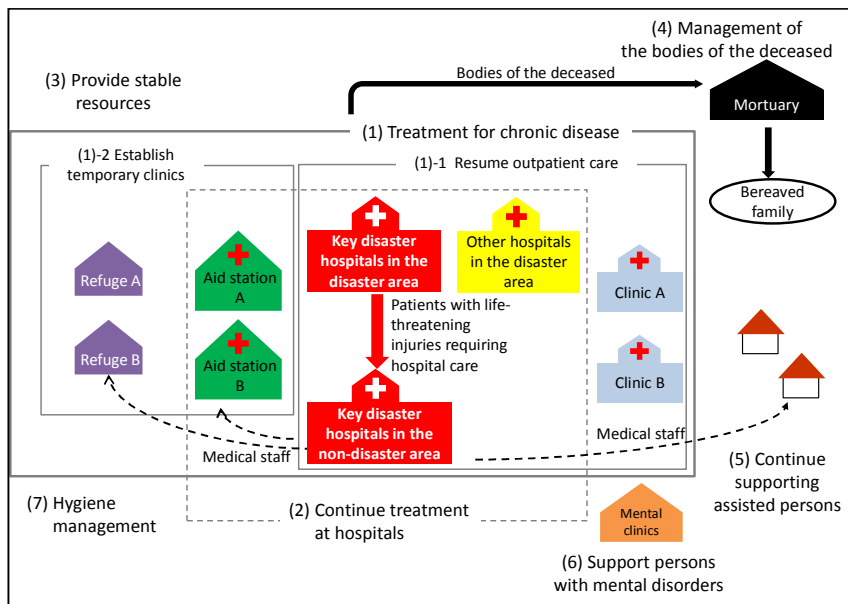 (4) Management of
the bodies of the deceased
Bodies of the deceased
(3) Provide stable
resources
Mortuary
(1) Treatment for chronic disease
(1)-2 Establish
temporary clinics
(1)-1 Resume outpatient care
Bereaved
family
Key disaster
hospitals in the
disaster area
Other hospitals
in the disaster
area
Refuge A
Aid station
A
Clinic A
Patients with life-
threatening
injuries requiring
hospital care
Refuge B
Aid station
B
Clinic B
Key disaster
hospitals in the
non-disaster area
Medical staff
Medical staff
(5) Continue
supporting
assisted persons
(7) Hygiene
management
(2) Continue treatment
at hospitals
Mental
clinics
(6) Support persons
with mental disorders